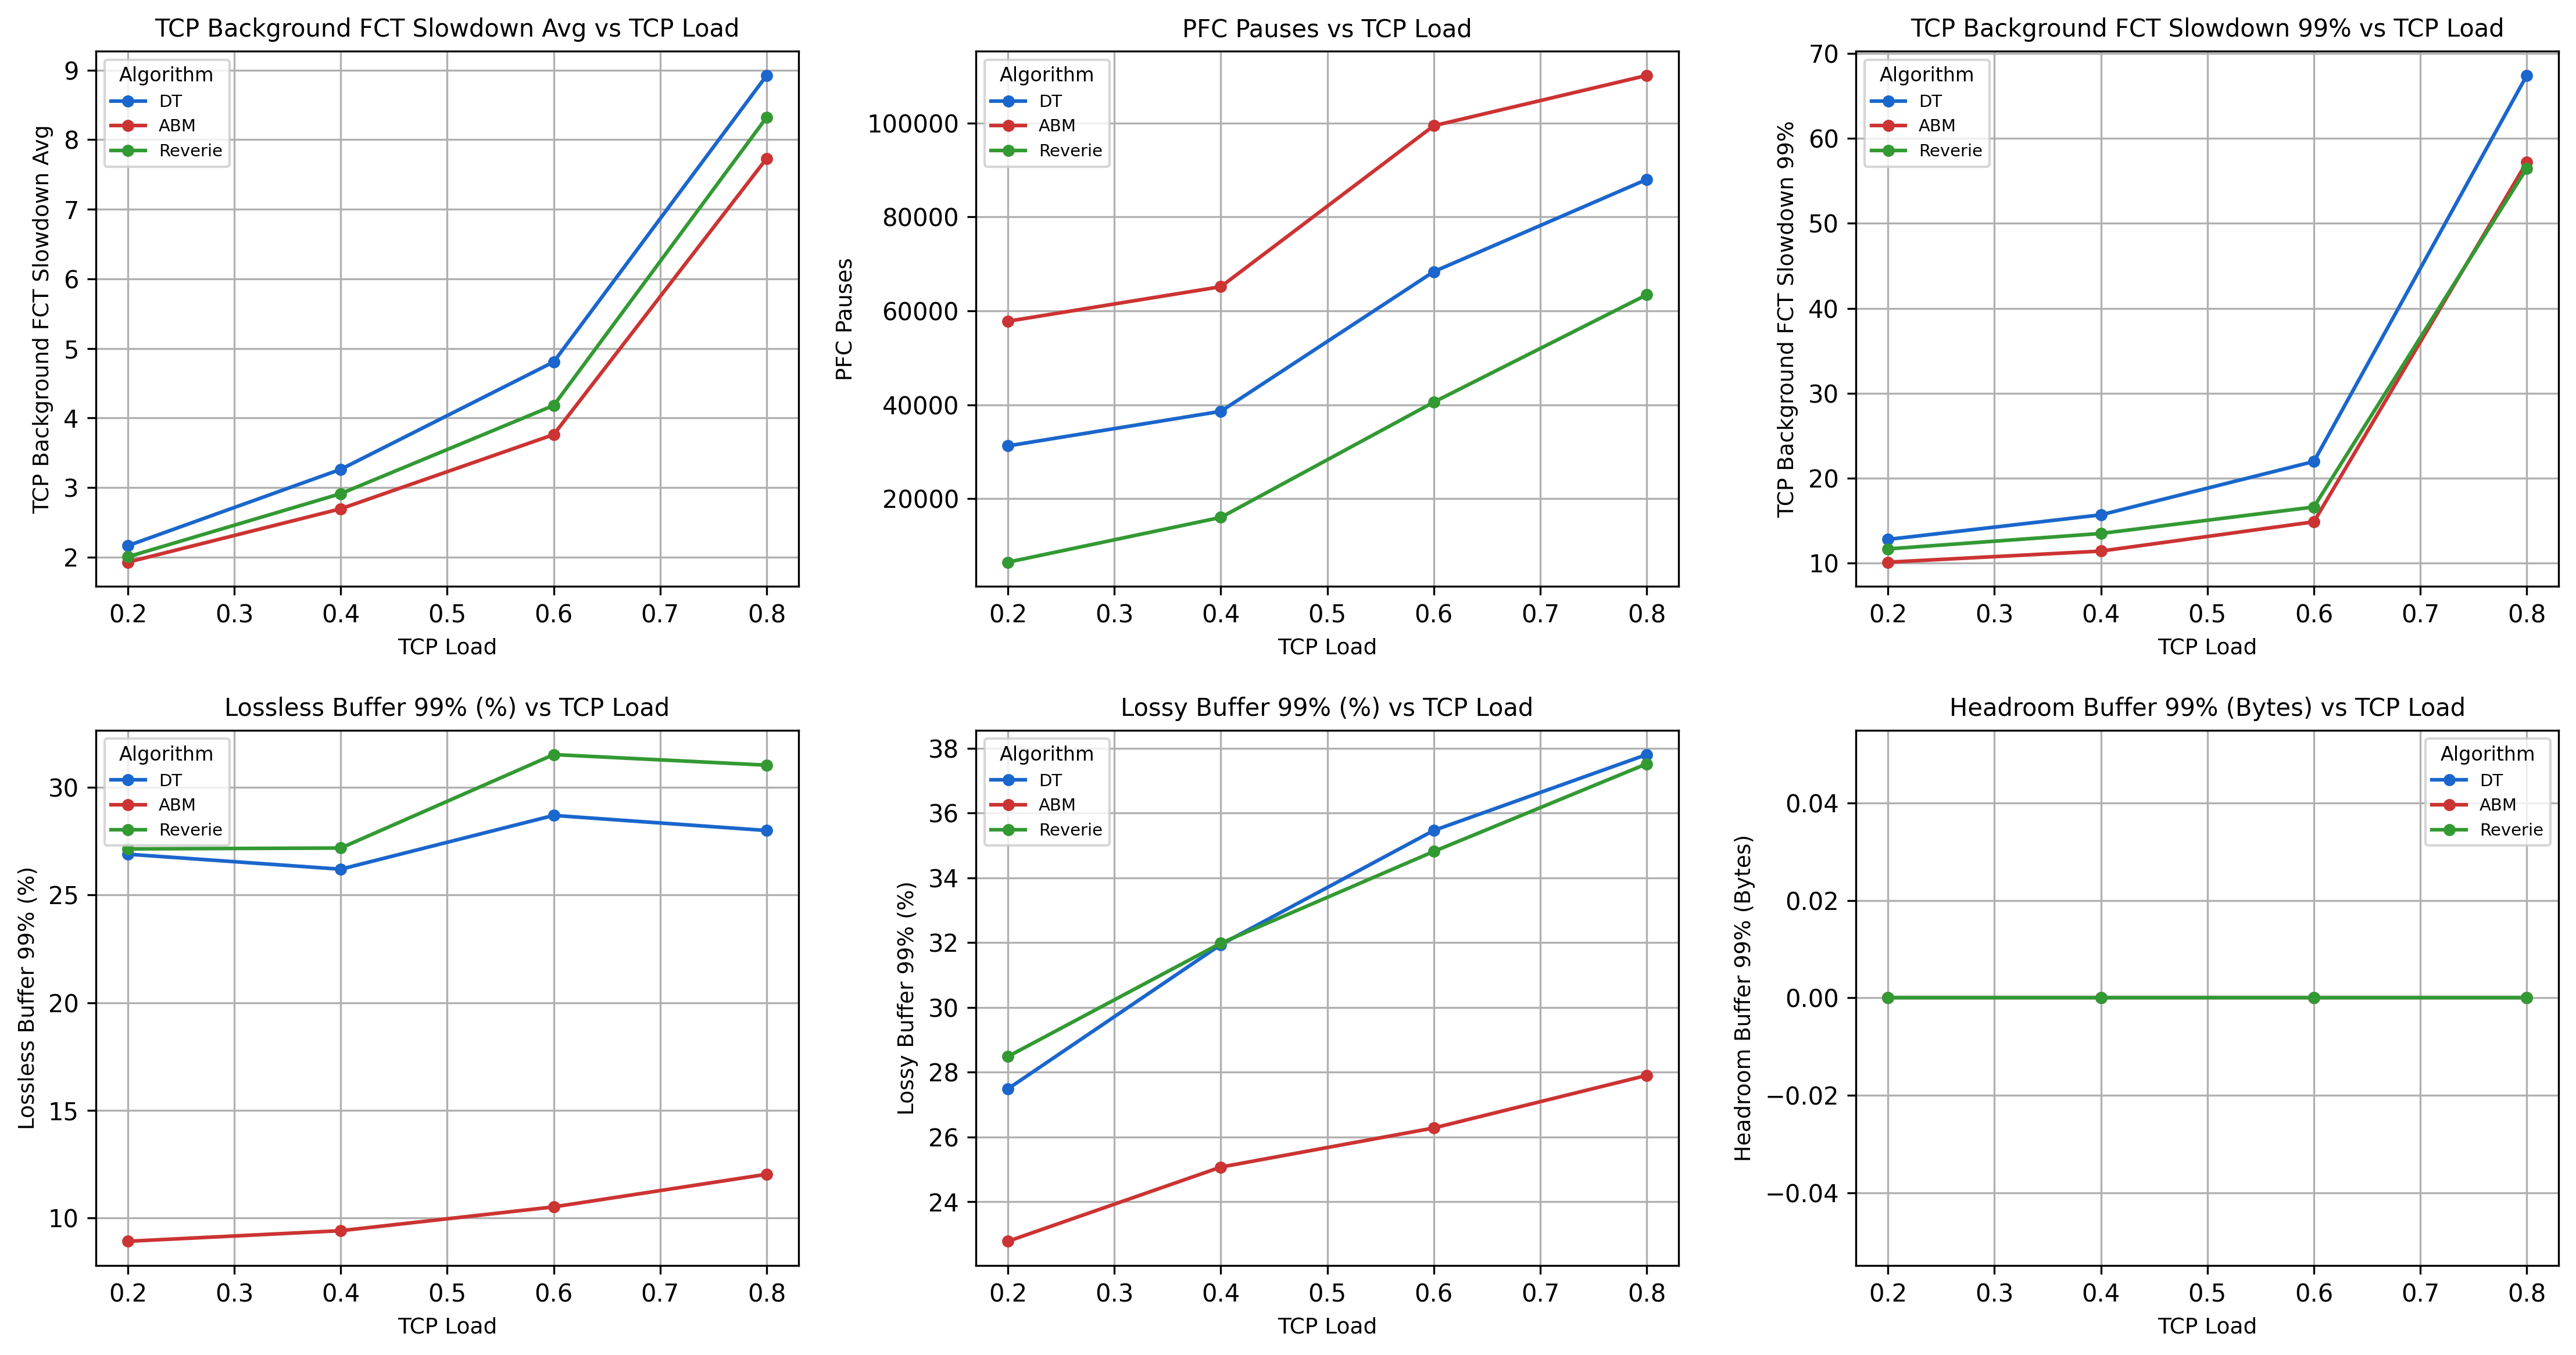 TCP Background FCT Slowdown Avg vs TCP Load
TCP Background FCT Slowdown Avg
9
8
7
6
5
4
3
2
Algorithm
DT
ABM
Reverie
0.2 0.3 0.4 0.5 0.6 0.7 0.8
TCP Load
PFC Pauses vs TCP Load
PFC Pauses
100000
80000
60000
40000
20000
Algorithm
DT
ABM
Reverie
0.2 0.3 0.4 0.5 0.6 0.7 0.8
TCP Load
TCP Background FCT Slowdown 99% vs TCP Load
TCP Background FCT Slowdown 99%
70
60
50
40
30
20
10
Algorithm
DT
ABM
Reverie
0.2 0.3 0.4 0.5 0.6 0.7 0.8
TCP Load
Lossless Buffer 99% (%) vs TCP Load
Lossless Buffer 99% (%)
30
25
20
15
10
Algorithm
DT
ABM
Reverie
0.2 0.3 0.4 0.5 0.6 0.7 0.8
TCP Load
Lossy Buffer 99% (%) vs TCP Load
Lossy Buffer 99% (%)
38
36
34
32
30
28
26
24
Algorithm
DT
ABM
Reverie
0.2 0.3 0.4 0.5 0.6 0.7 0.8
TCP Load
Headroom Buffer 99% (Bytes) vs TCP Load
Headroom Buffer 99% (Bytes)
0.04
0.02
0.00
−0.02
−0.04
Algorithm
DT
ABM
Reverie
0.2 0.3 0.4 0.5 0.6 0.7 0.8
TCP Load